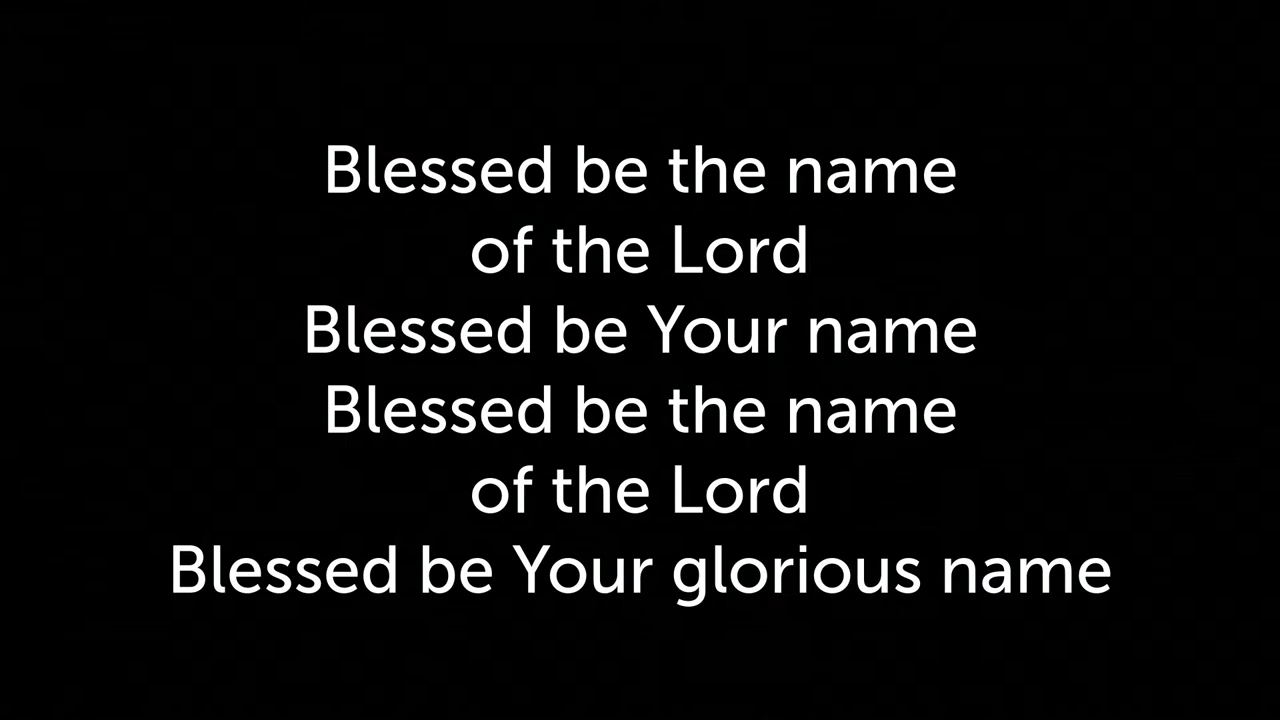 Blessed be the name
of the Lord
Blessed be Your name
Blessed be the name
of the Lord
Blessed be Your glorious name